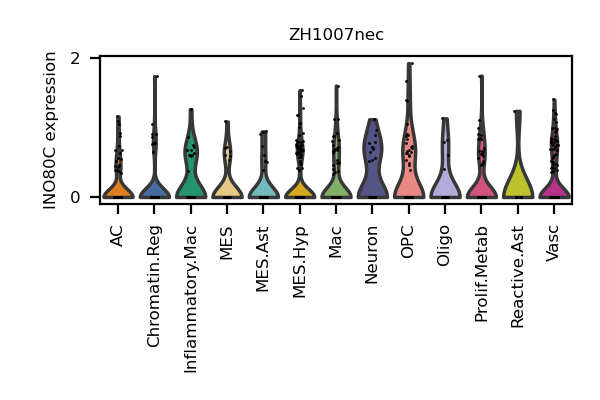 ZH1007nec
INO80C expression
2
0
AC
Chromatin.Reg
Inflammatory.Mac
MES
MES.Ast
MES.Hyp
Mac
Neuron
OPC
Oligo
Prolif.Metab
Reactive.Ast
Vasc